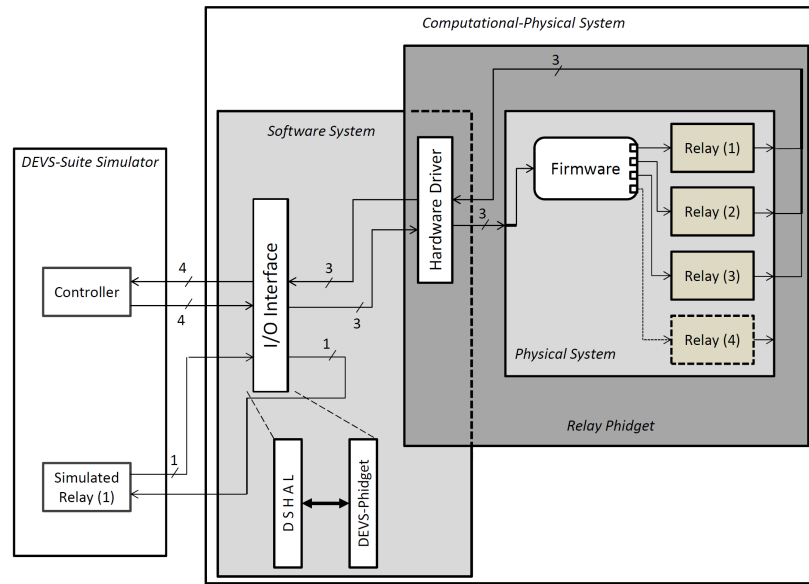 Computational-Physical System
3
Software System
DEVS-Suite Simulator
Hardware Driver
Firmware
Relay (1)
Relay (2)
Relay (3)
Relay (4)
Physical System
Relay Phidget
3
I/O Interface
4
3
Controller
4
3
1
1
Simulated
Relay (1)
D S H A L
DEVS-Phidget